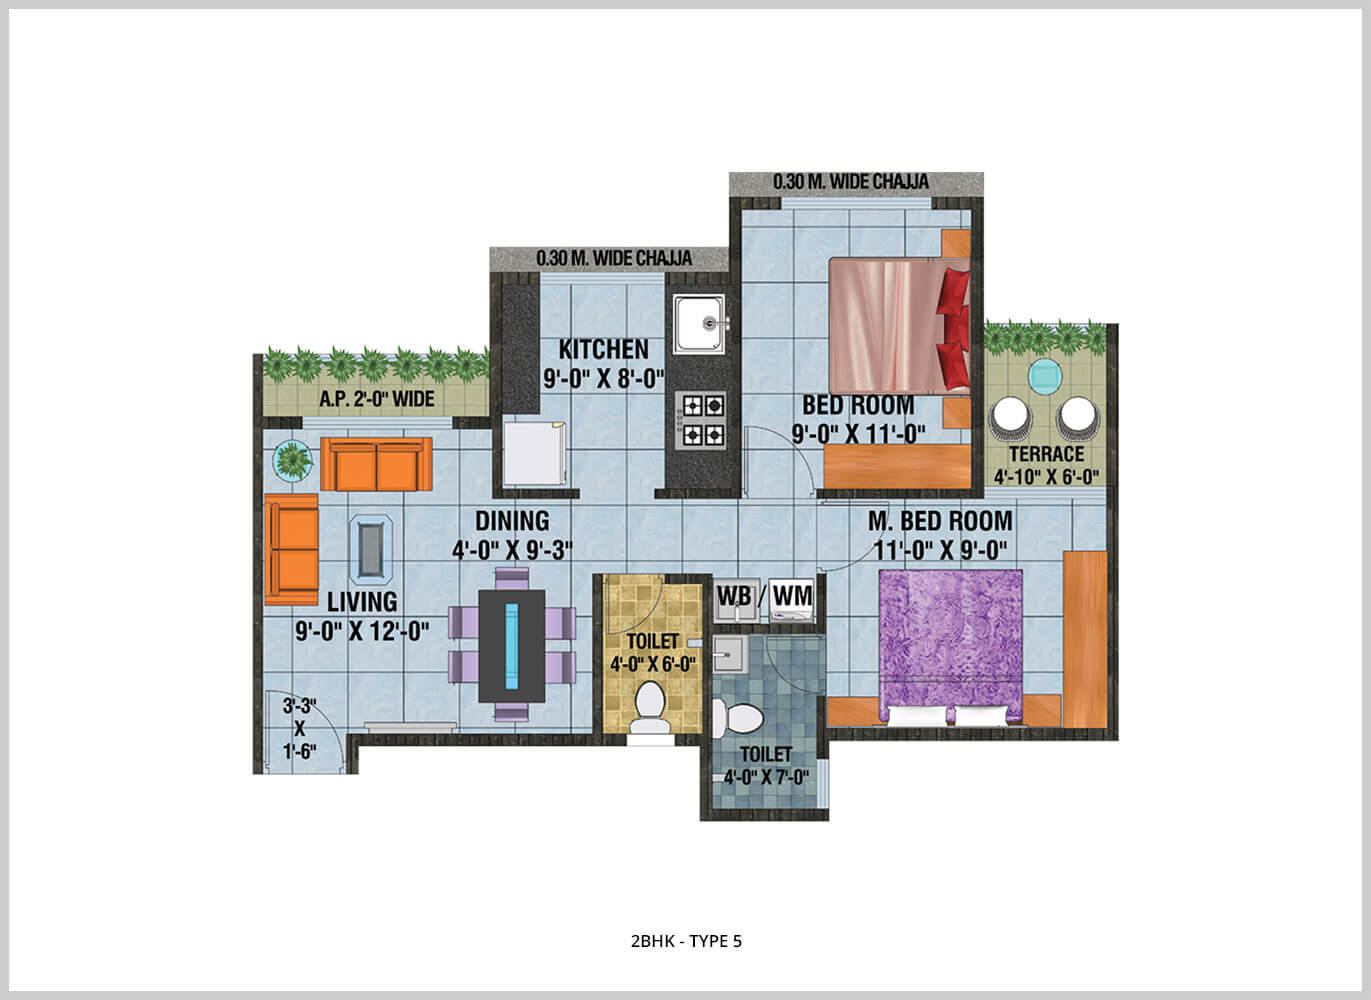 0.30 M. WIDE CHAJJA
0.30 M. WIDE CHAJJA
KITCHEN
9'-0" X 8'-0"
A.P. 2'-0" WIDE
BED ROOM
9'-0" X 11'-0"
TERRACE
4'-10" X 6'-0"
DINING
4'-0" X 9'-3"
M. BED ROOM
11'-0" X 9'-0"
LIVING
9'-0" X 12'-0"
WB / WM
TOILET
4'-0" X 6'-0"
3'-3"
X
1'-6"
TOILET
4'-0" X 7'-0"
2BHK - TYPE 5